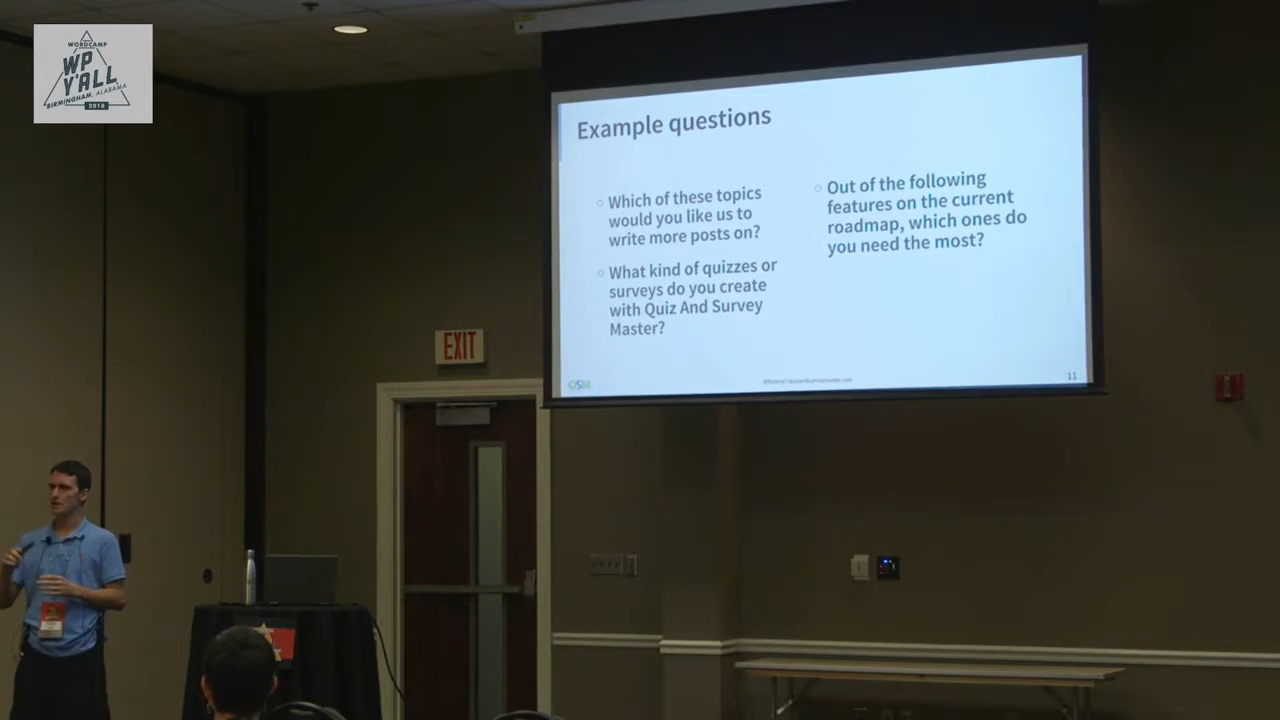 WORDCAMP
WP
Y'ALL
BIRMINGHAM, ALABAMA
2018
Example questions
Which of these topics
would you like us to
write more posts on?
What kind of quizzes or
surveys do you create
with Quiz And Survey
Master?
Out of the following
features on the current
roadmap, which ones do
you need the most?
QSM
11
EXIT